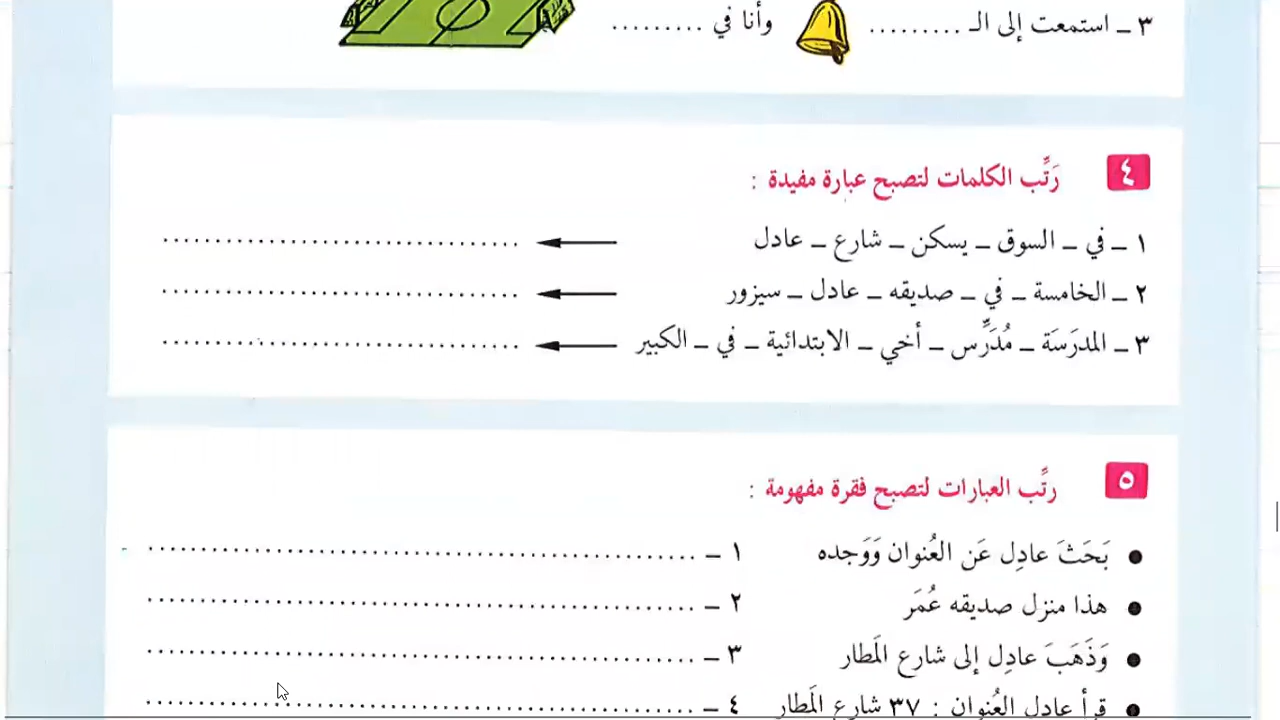 ٣ ـ استمعت إلى الـ ......... وأنا في .........
٤ رَتِّب الكلمات لتصبح عبارة مفيدة :
١ ـ في ـ السوق ـ يسكن ـ شارع ـ عادل ..................................
٢ ـ الخامسة ـ في ـ صديقه ـ عادل ـ سيزور ..................................
٣ ـ المدرَسَة ـ مُدَرِّس ـ أخي ـ الابتدائية ـ في ـ الكبير ..................................
٥ رتِّب العبارات لتصبح فقرة مفهومة :
● بَحَثَ عادِل عَن العُنوان وَوَجده ١ ـ ..................................
● هذا منزل صديقه عُمَر ٢ ـ ..................................
● وَذَهَبَ عادِل إلى شارع المَطار ٣ ـ ..................................
● قرأ عادل العُنوان : ٣٧ شارع المَطار ٤ ـ ..................................